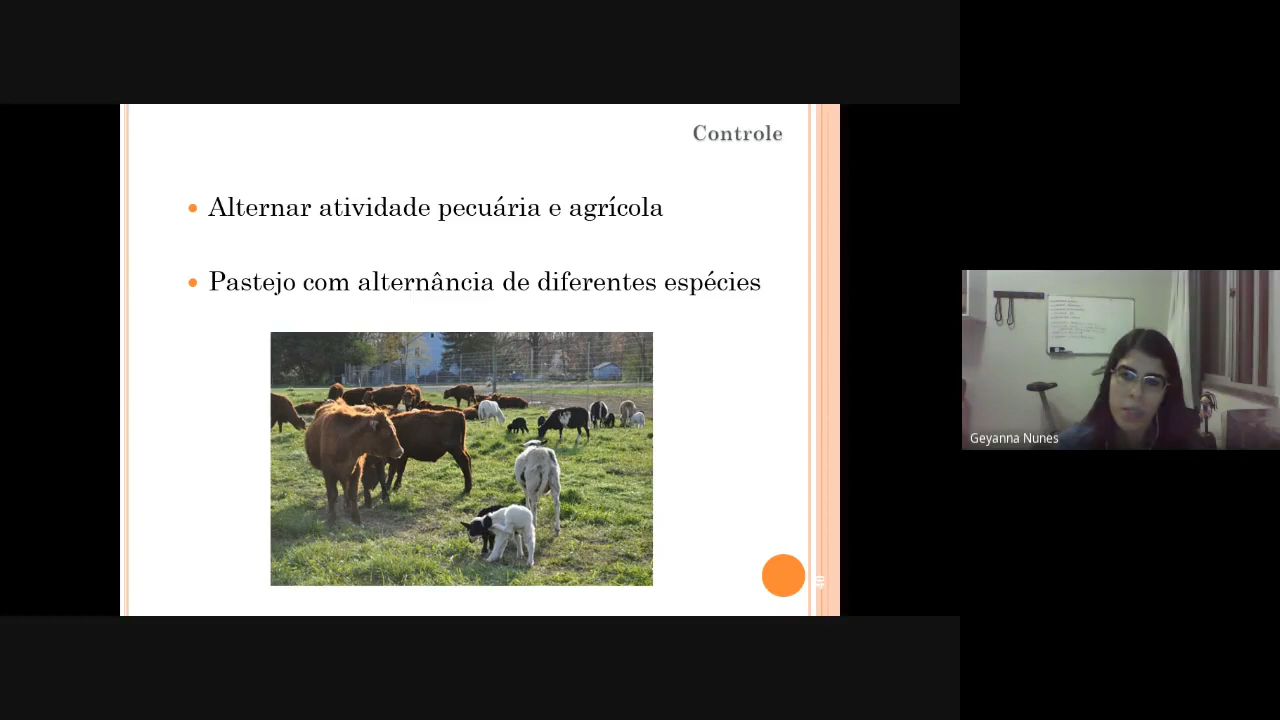 Controle
Alternar atividade pecuária e agrícola
Pastejo com alternância de diferentes espécies
Geyanna Nunes